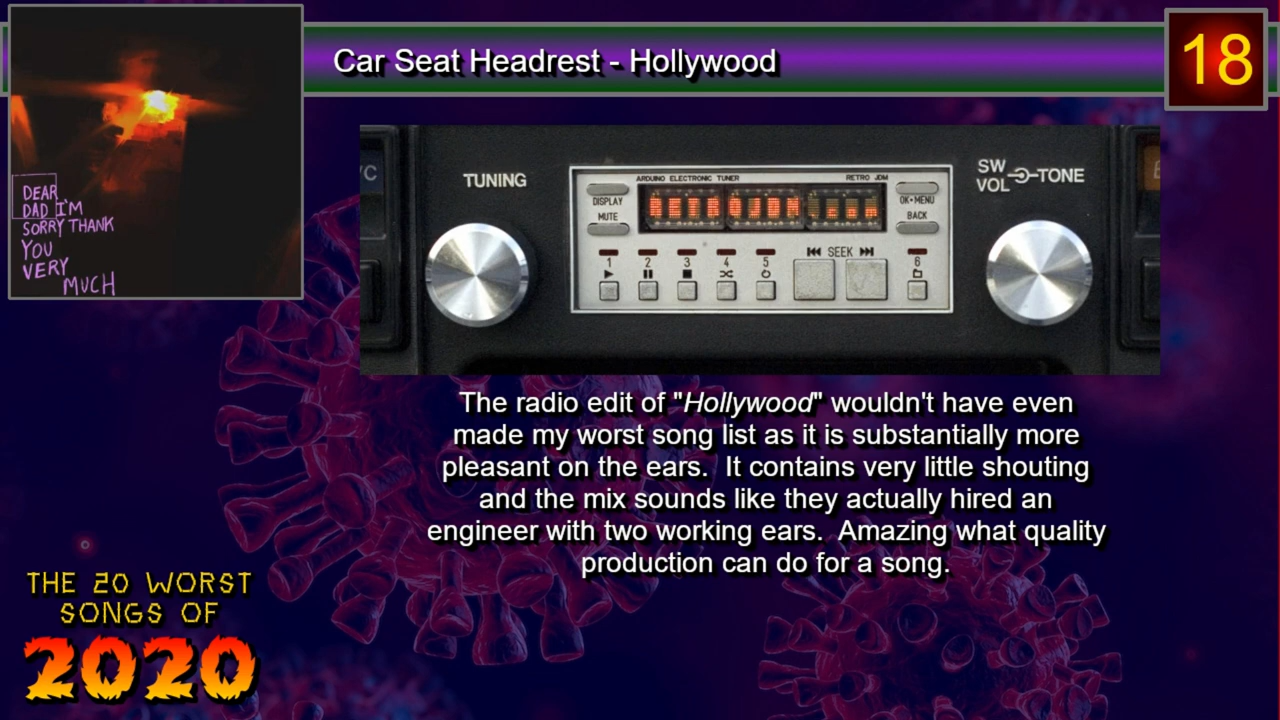 Car Seat Headrest - Hollywood
18
DEAR
DAD I'M
SORRY THANK
YOU
VERY
MUCH
TUNING
ARDUINO ELECTRONIC TUNER
RETRO JDM
DISPLAY
MUTE
OK•MENU
BACK
SW
VOL
TONE
1 2 3 4 5 SEEK 6
The radio edit of "Hollywood" wouldn't have even
made my worst song list as it is substantially more
pleasant on the ears.  It contains very little shouting
and the mix sounds like they actually hired an
engineer with two working ears.  Amazing what quality
production can do for a song.
THE 20 WORST
SONGS OF
2020